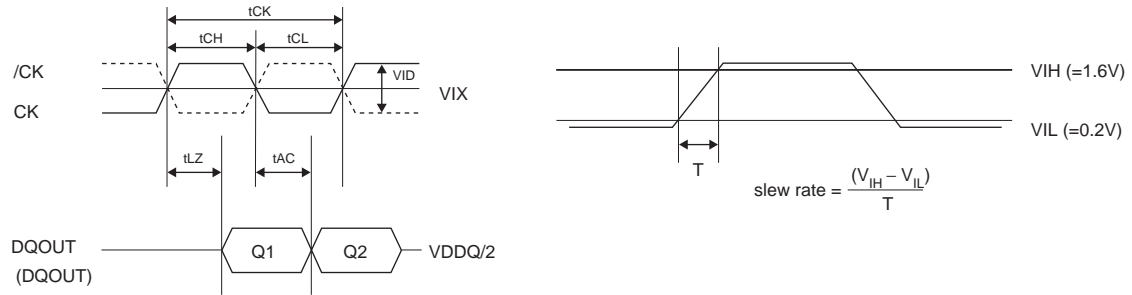 tCK
tCH
tCL
/CK
VID
VIX
CK
tLZ
tAC
DQOUT
(DQOUT)
Q1
Q2
VDDQ/2
VIH (=1.6V)
VIL (=0.2V)
T
slew rate = (VIH − VIL)
T